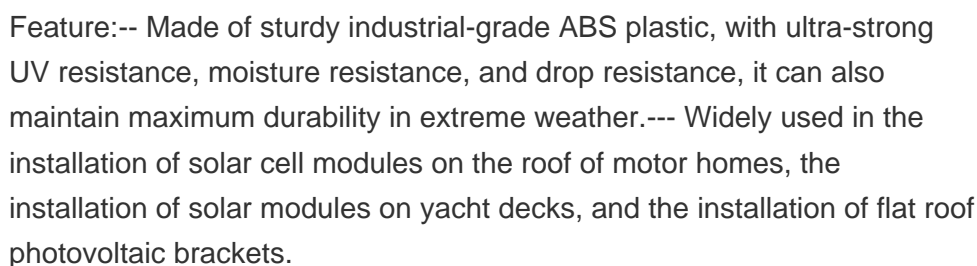 Feature:-- Made of sturdy industrial-grade ABS plastic, with ultra-strong
UV resistance, moisture resistance, and drop resistance, it can also
maintain maximum durability in extreme weather.--- Widely used in the
installation of solar cell modules on the roof of motor homes, the
installation of solar modules on yacht decks, and the installation of flat roof
photovoltaic brackets.